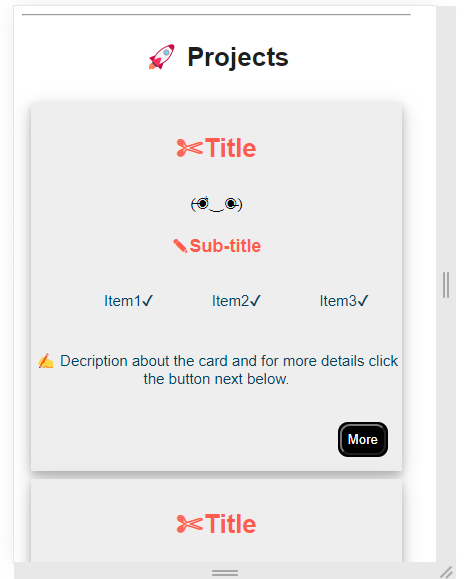 🚀 Projects
✂Title
(͡◉ ͜ʖ ͡◉)
✏Sub-title
Item1✓ Item2✓ Item3✓
✍ Decription about the card and for more details click
the button next below.
More
✂Title